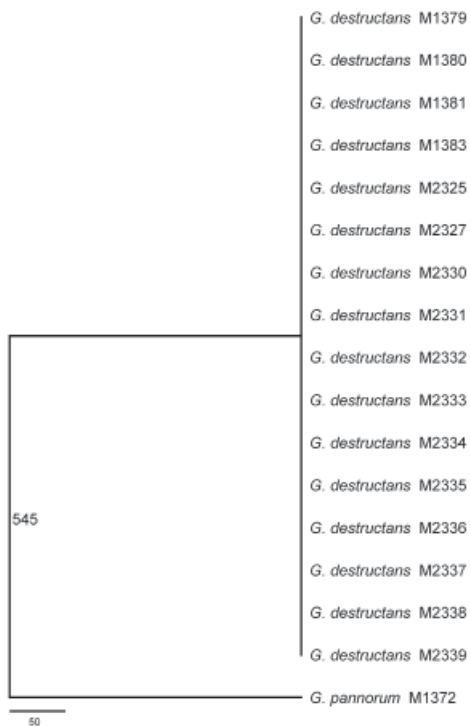 G. destructans M1379
G. destructans M1380
G. destructans M1381
G. destructans M1383
G. destructans M2325
G. destructans M2327
G. destructans M2330
G. destructans M2331
G. destructans M2332
G. destructans M2333
G. destructans M2334
G. destructans M2335
545
G. destructans M2336
G. destructans M2337
G. destructans M2338
G. destructans M2339
G. pannorum M1372
50